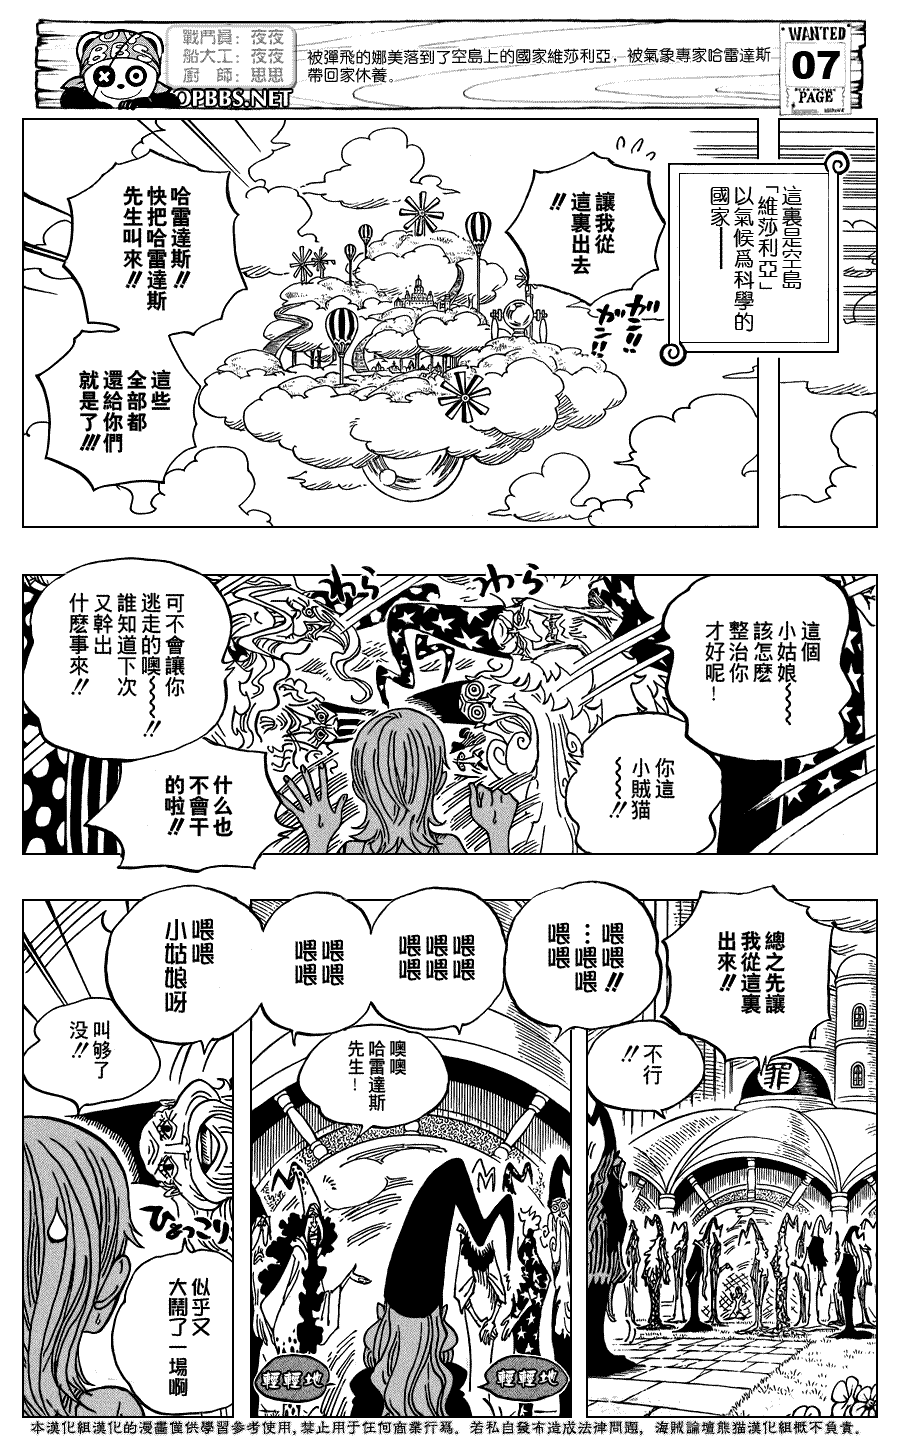 戰鬥員：夜夜
船大工：夜夜
廚　師：思思
OPBBS.NET
被彈飛的娜美落到了空島上的國家維莎利亞，被氣象專家哈雷達斯
帶回家休養。
WANTED
07
PAGE
這裏是空島
「維莎利亞」
以氣候爲科學的
國家──
讓我從
這裏出去
!!
ガン!!
ガン!!
哈雷達斯!!
快把哈雷達斯
先生叫來!!
這些
全部都
還給你們
就是了!!!
這個
小姑娘~~
該怎麽
整治你
才好呢！
你這
小賊猫
~~!!
わら
わら
可不會讓你
逃走的噢~~!!
誰知道下次
又幹出
什麽事來!!
什么也
不會干
的啦!!
總之先讓
我從這裏
出來!!
罪
不行
!!
喂喂!!
…喂喂
喂喂
喂喂
喂喂
喂喂
喂喂
喂喂
噢噢
哈雷達斯
先生！
輕輕地
輕輕地
喂喂
小姑娘呀
叫够了
没!!
ひょっこり
似乎又
大鬧了一場啊
本漢化組漢化的漫畫僅供學習參考使用,禁止用于任何商業行爲。若私自發布造成法律問題，海賊論壇熊猫漢化組概不負責。